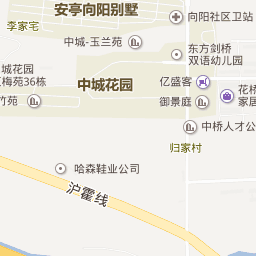 安亭向阳别墅
向阳社区卫站
李家宅
中城-玉兰苑
东方剑桥
双语幼儿园
城花园
梅苑36栋
竹苑
中城花园
亿盛客
御景庭
花桥
家居
中桥人才公
归家村
哈森鞋业公司
沪霍线